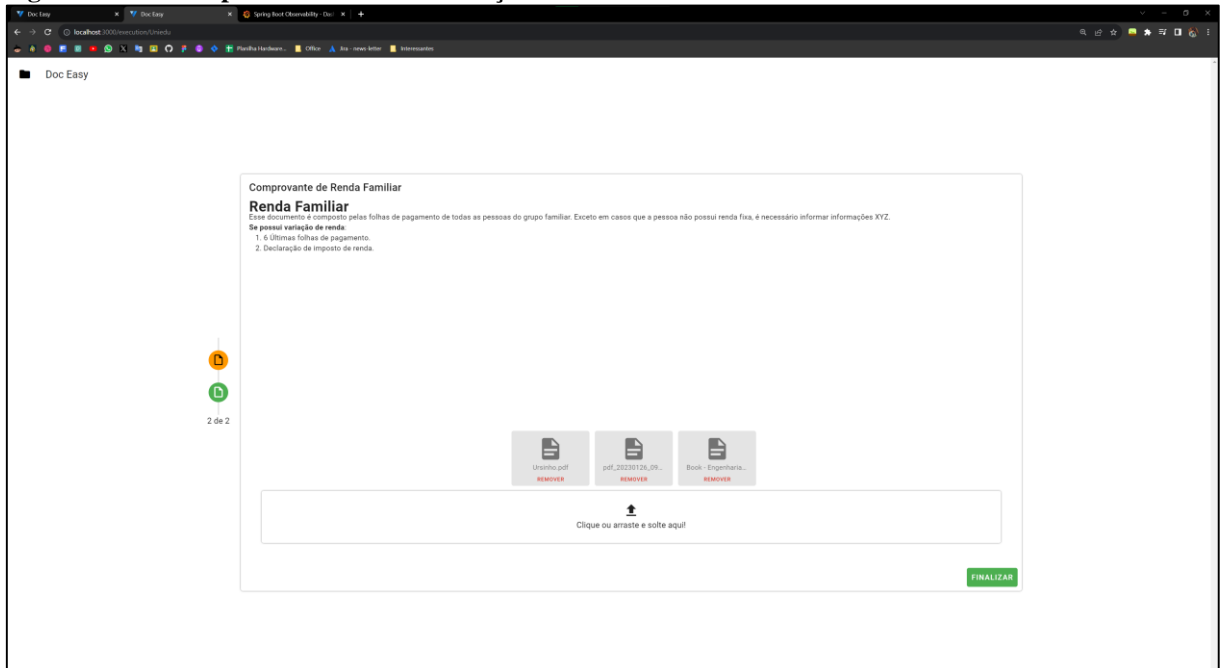 Doc Easy
Doc Easy
Spring Boot Observability - Das
localhost:3000/execution/Uniedu
Planilha Hardware...
Office
Jira - news-letter
Interessantes
Doc Easy
Comprovante de Renda Familiar
Renda Familiar
Esse documento é composto pelas folhas de pagamento de todas as pessoas do grupo familiar. Exceto em casos que a pessoa não possui renda fixa, é necessário informar informações XYZ.
Se possui variação de renda:
1. 6 Últimas folhas de pagamento.
2. Declaração de imposto de renda.
2 de 2
Ursinho.pdf
pdf_20230126_09...
Book - Engenharia...
REMOVER
REMOVER
REMOVER
Clique ou arraste e solte aqui!
FINALIZAR